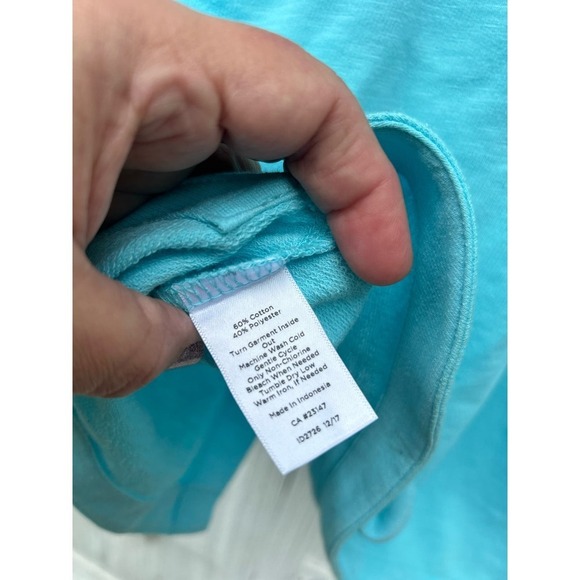 60% Cotton
40% Polyester
Turn Garment Inside
Out
Machine Wash Cold
Gentle Cycle
Only Non-Chlorine
Bleach When Needed
Tumble Dry Low
Warm Iron, If Needed
Made in Indonesia
CA #23147
ID2726 12/17